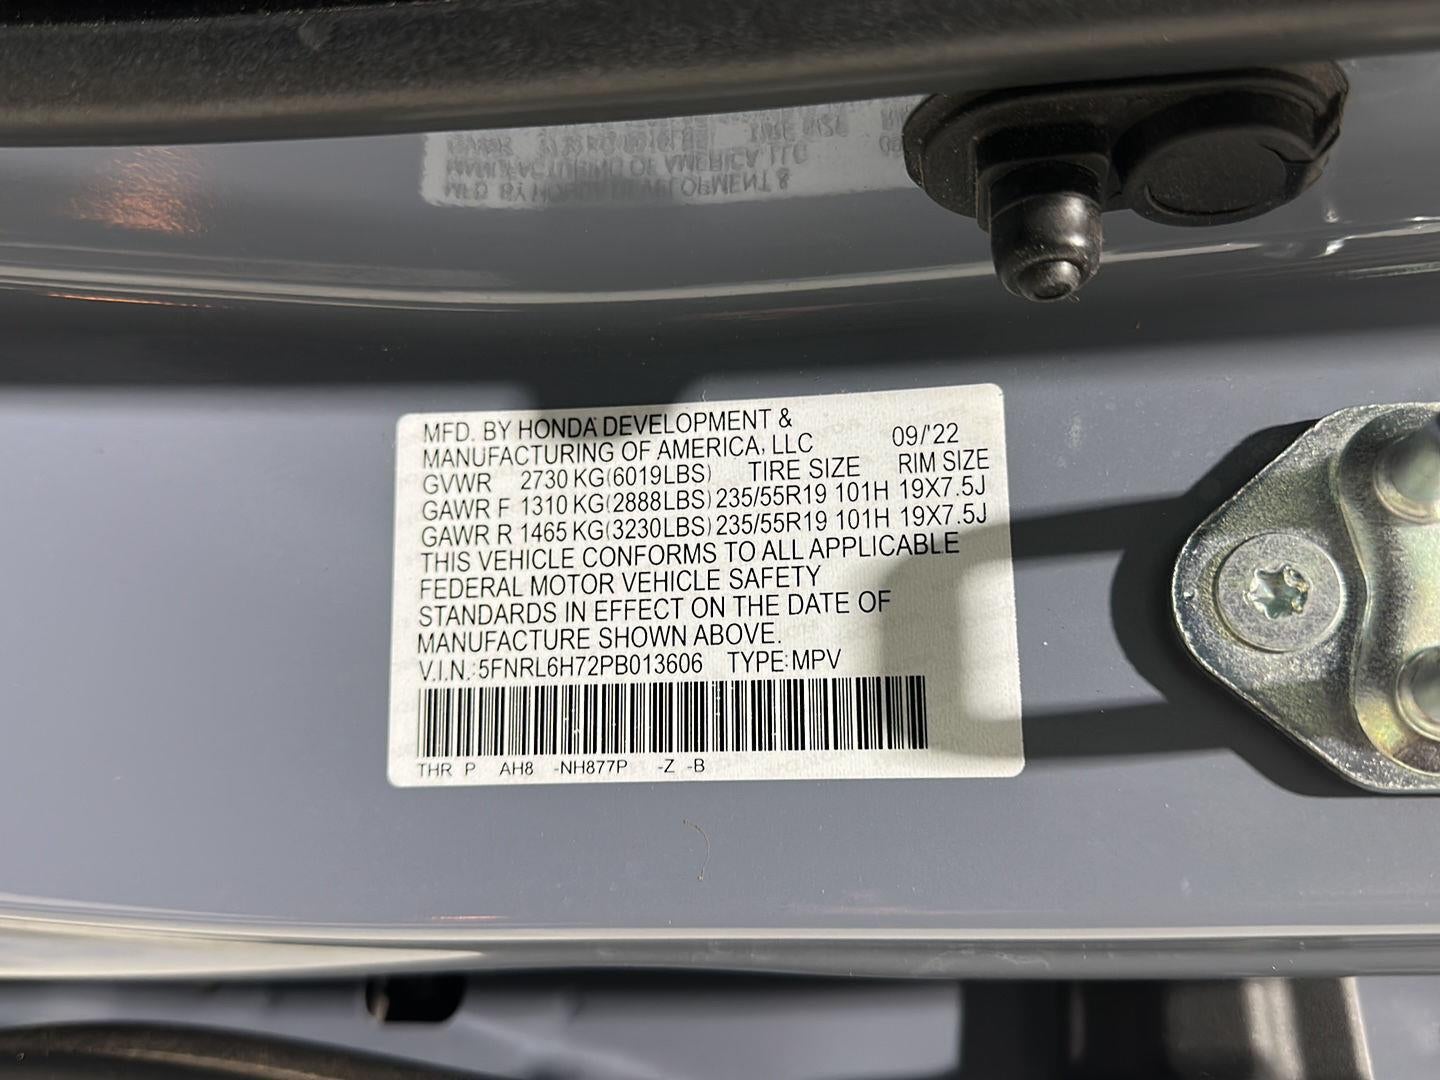 MFD. BY HONDA DEVELOPMENT &
MANUFACTURING OF AMERICA, LLC 09/'22
GVWR 2730 KG(6019LBS) TIRE SIZE RIM SIZE
GAWR F 1310 KG(2888LBS) 235/55R19 101H 19X7.5J
GAWR R 1465 KG(3230LBS) 235/55R19 101H 19X7.5J
THIS VEHICLE CONFORMS TO ALL APPLICABLE
FEDERAL MOTOR VEHICLE SAFETY
STANDARDS IN EFFECT ON THE DATE OF
MANUFACTURE SHOWN ABOVE.
V.I.N.:5FNRL6H72PB013606 TYPE:MPV
THR P AH8 -NH877P -Z -B